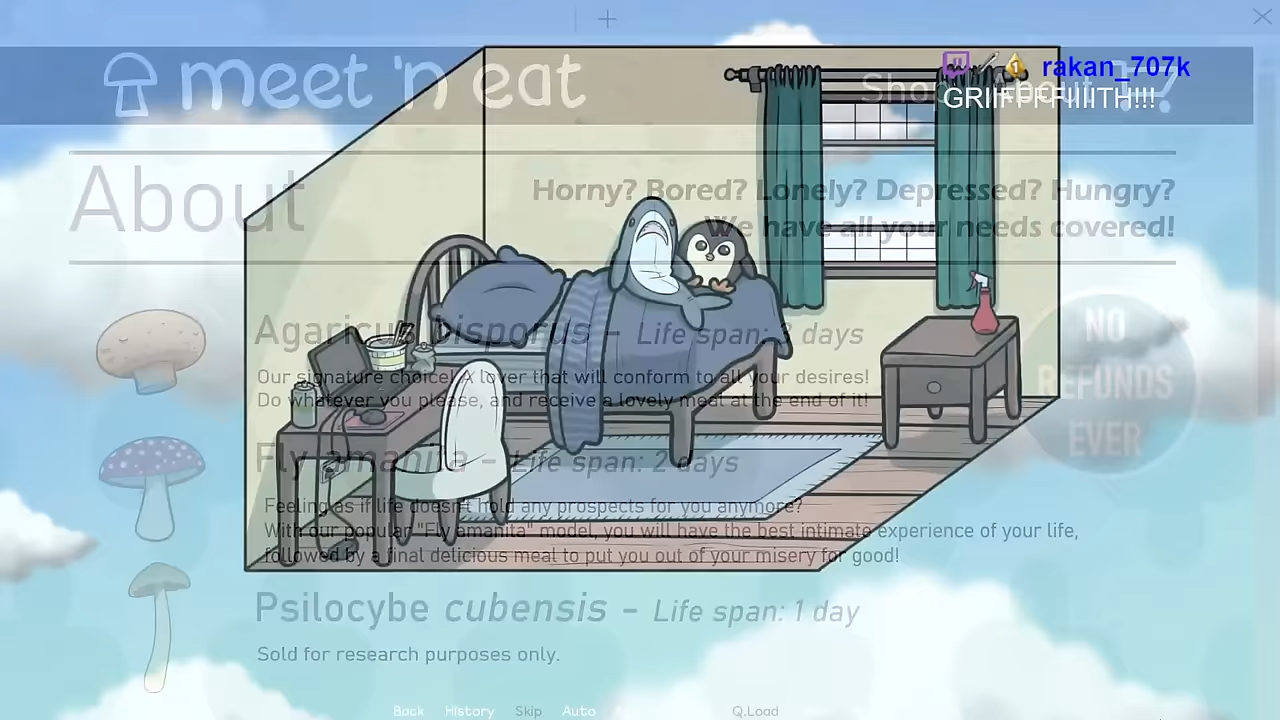 meet 'n eat
Sho
rakan_707k
GRIIFFFFIIIITH!!!
About
Horny? Bored? Lonely? Depressed? Hungry?
We have all your needs covered!
Agaricus bisporus – Life span: 3 days
Our signature choice! A lover that will conform to all your desires!
Do whatever you please, and receive a lovely meal at the end of it!
NO
REFUNDS
EVER
Fly amanita – Life span: 2 days
Feeling as if life doesn't hold any prospects for you anymore?
With our popular "Fly amanita" model, you will have the best intimate experience of your life,
followed by a final delicious meal to put you out of your misery for good!
Psilocybe cubensis – Life span: 1 day
Sold for research purposes only.
Back History Skip Auto Q.Load